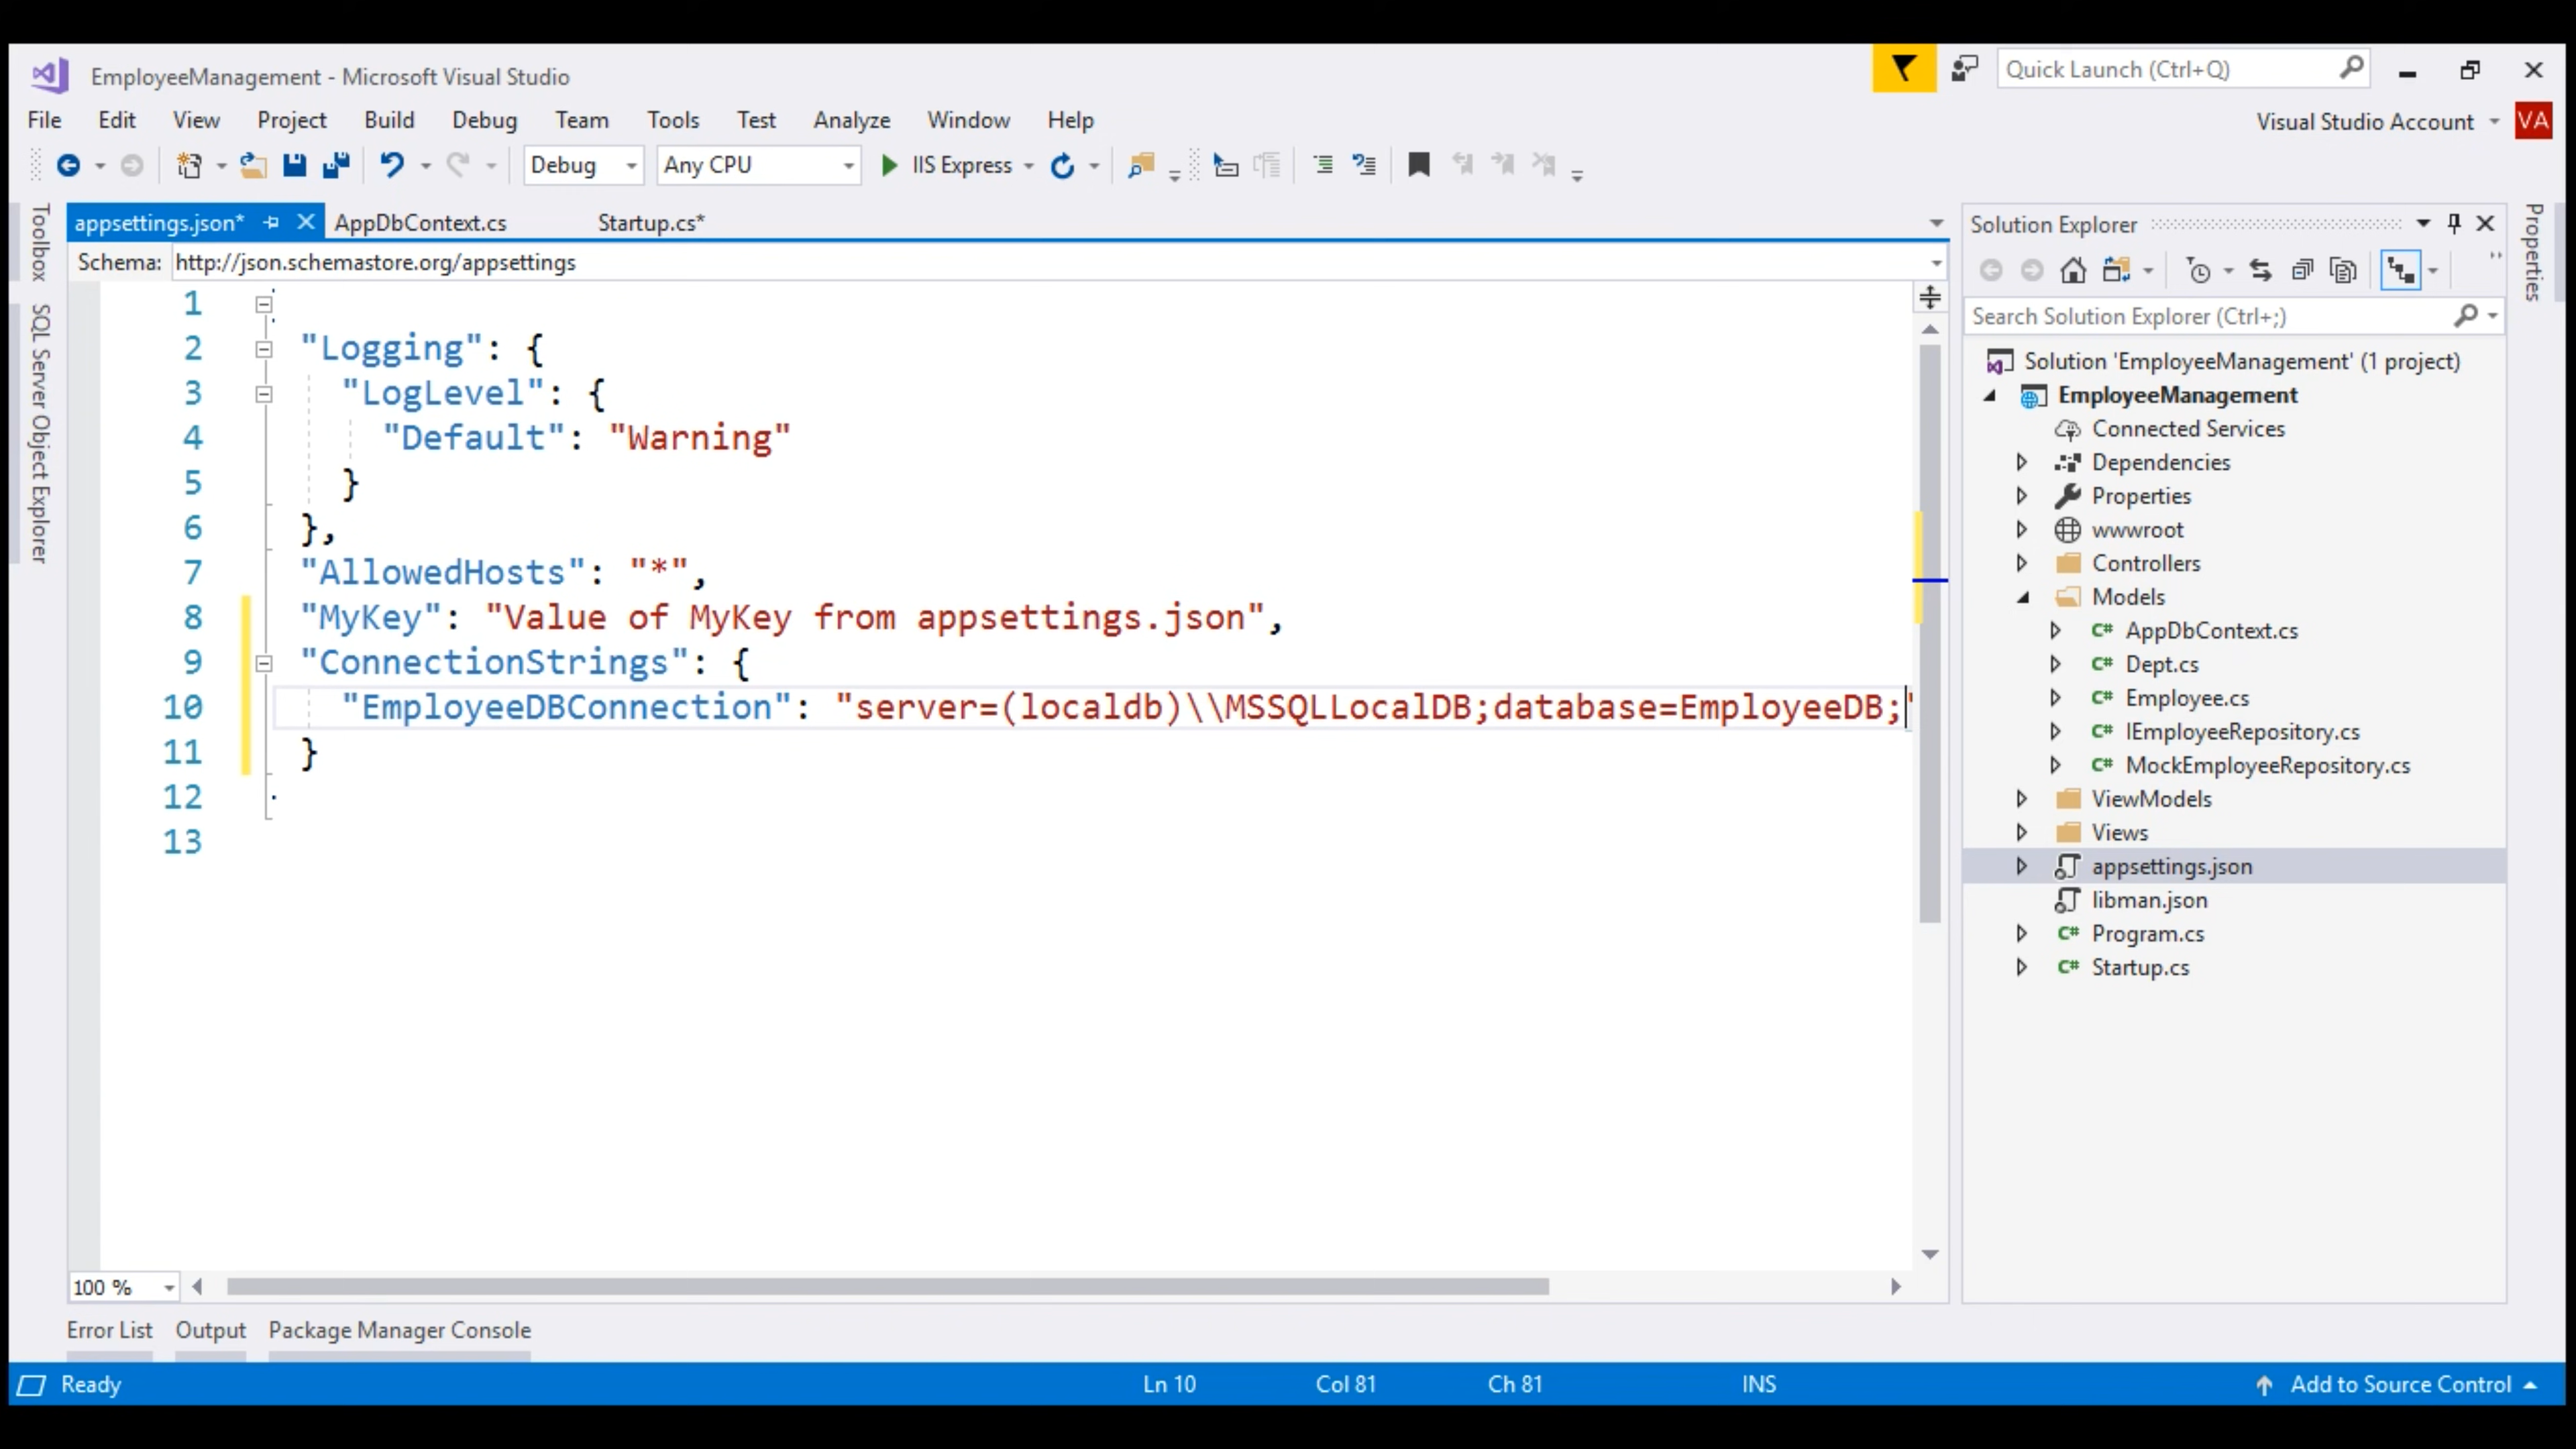 EmployeeManagement - Microsoft Visual Studio
Quick Launch (Ctrl+Q)
File Edit View Project Build Debug Team Tools Test Analyze Window Help
Visual Studio Account VA
Debug Any CPU IIS Express
Toolbox
SQL Server Object Explorer
appsettings.json* AppDbContext.cs Startup.cs*
Schema: http://json.schemastore.org/appsettings
1
2 "Logging": {
3 "LogLevel": {
4 "Default": "Warning"
5 }
6 },
7 "AllowedHosts": "*",
8 "MyKey": "Value of MyKey from appsettings.json",
9 "ConnectionStrings": {
10 "EmployeeDBConnection": "server=(localdb)\\MSSQLLocalDB;database=EmployeeDB;"
11 }
12
13
100 %
Solution Explorer
Search Solution Explorer (Ctrl+;)
Solution 'EmployeeManagement' (1 project)
EmployeeManagement
Connected Services
Dependencies
Properties
wwwroot
Controllers
Models
C# AppDbContext.cs
C# Dept.cs
C# Employee.cs
C# IEmployeeRepository.cs
C# MockEmployeeRepository.cs
ViewModels
Views
appsettings.json
libman.json
C# Program.cs
C# Startup.cs
Properties
Error List Output Package Manager Console
Ready Ln 10 Col 81 Ch 81 INS Add to Source Control